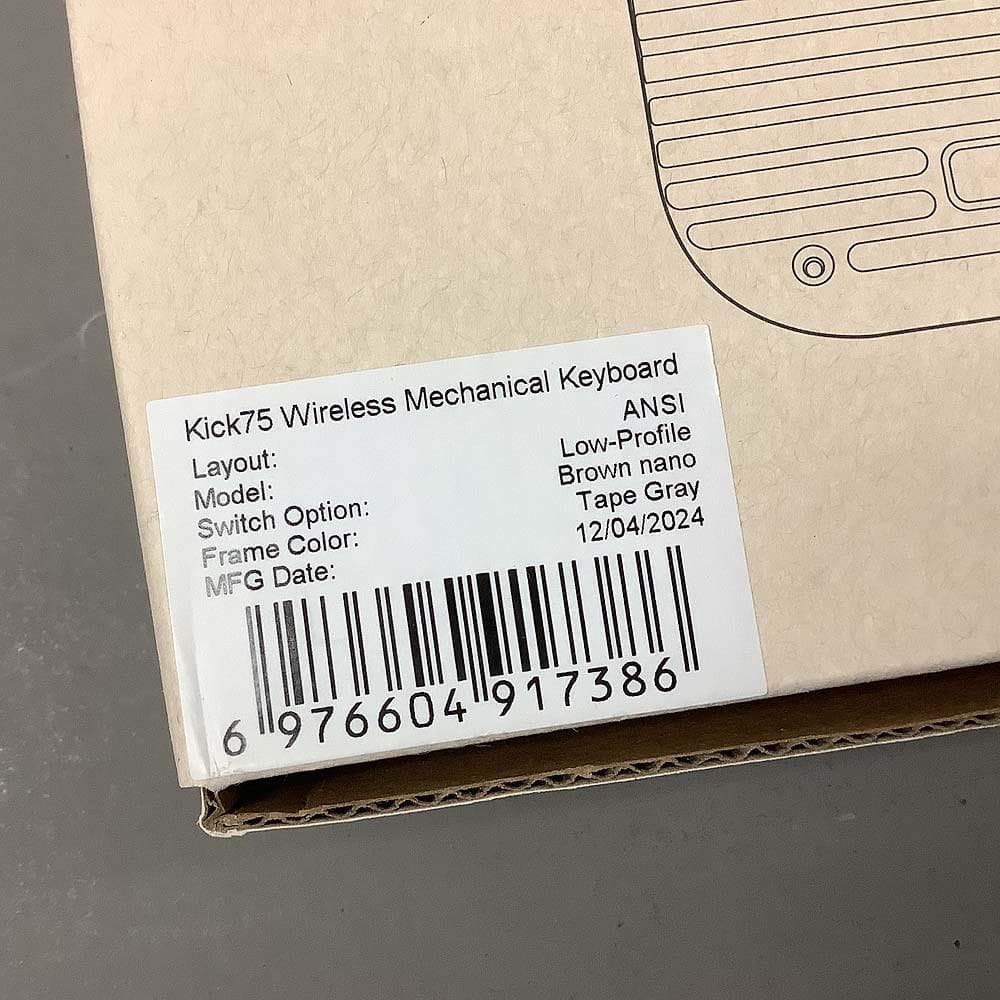 Kick75 Wireless Mechanical Keyboard
Layout: ANSI
Model: Low-Profile
Switch Option: Brown nano
Frame Color: Tape Gray
MFG Date: 12/04/2024
6 976604 917386